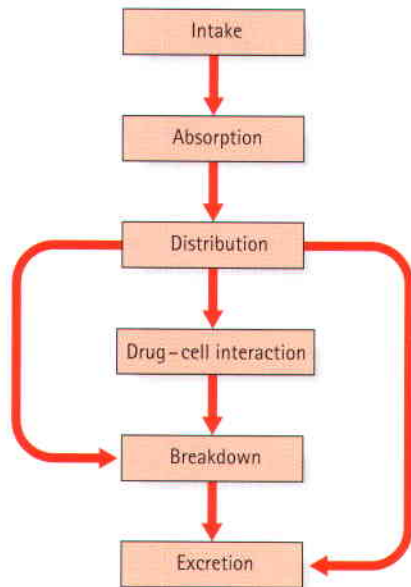 Intake
Absorption
Distribution
Drug–cell interaction
Breakdown
Excretion